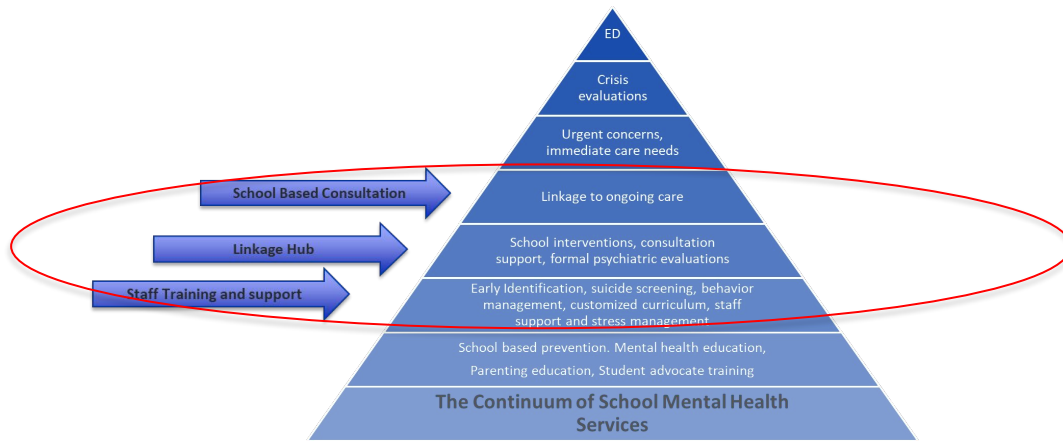 ED
Crisis
evaluations
Urgent concerns,
immediate care needs
School Based Consultation
Linkage to ongoing care
Linkage Hub
School interventions, consultation
support, formal psychiatric evaluations
Staff Training and support
Early Identification, suicide screening, behavior
management, customized curriculum, staff
support and stress management
School based prevention. Mental health education,
Parenting education, Student advocate training
The Continuum of School Mental Health
Services